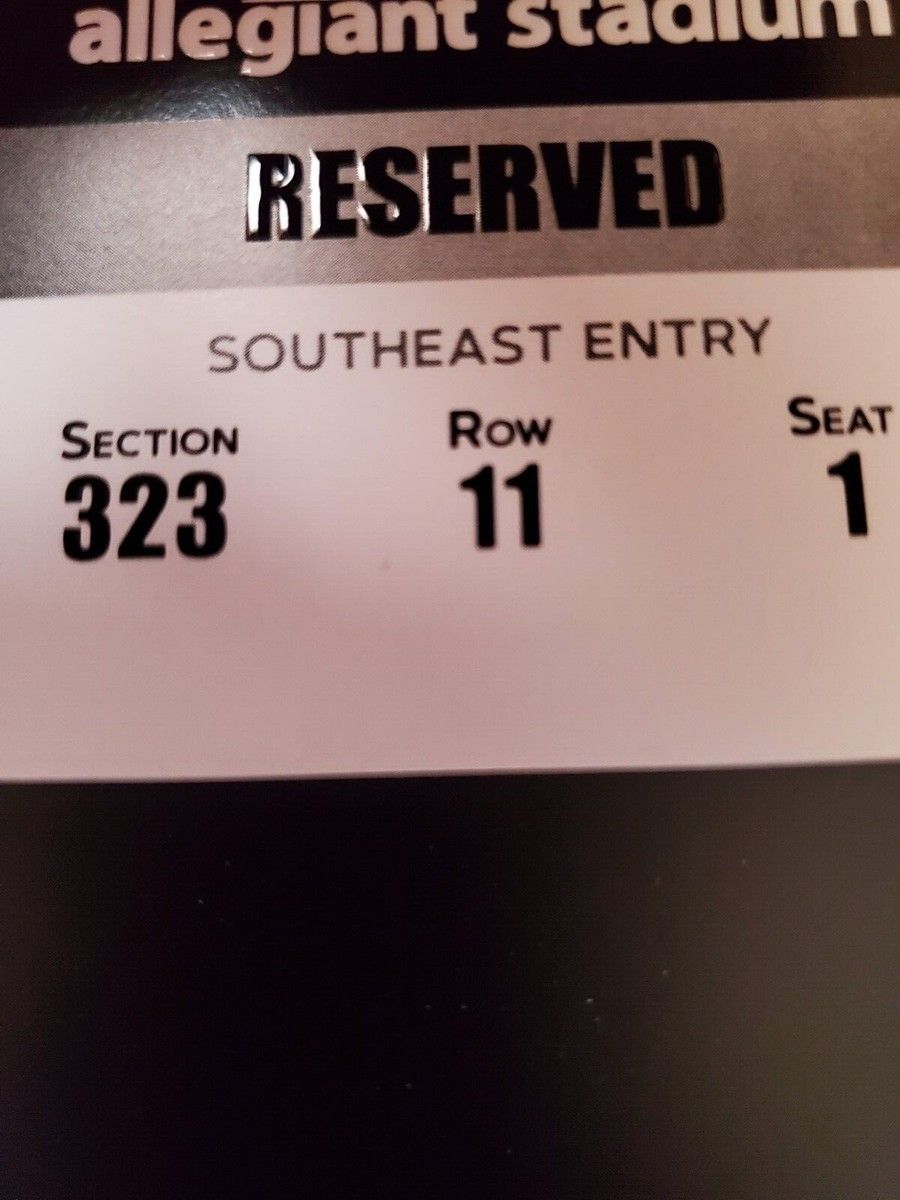 allegiant stadium
RESERVED
SOUTHEAST ENTRY
SECTION ROW SEAT
323 11 1